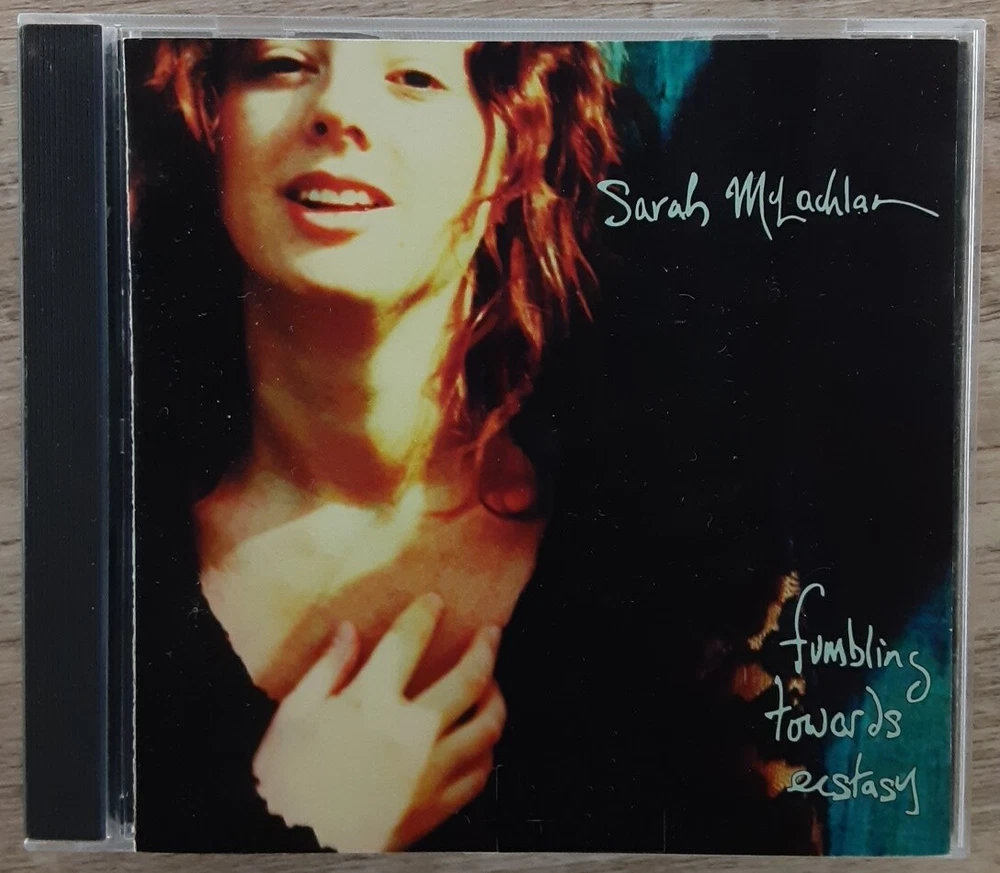 Sarah McLachlan
fumbling
towards
ecstasy